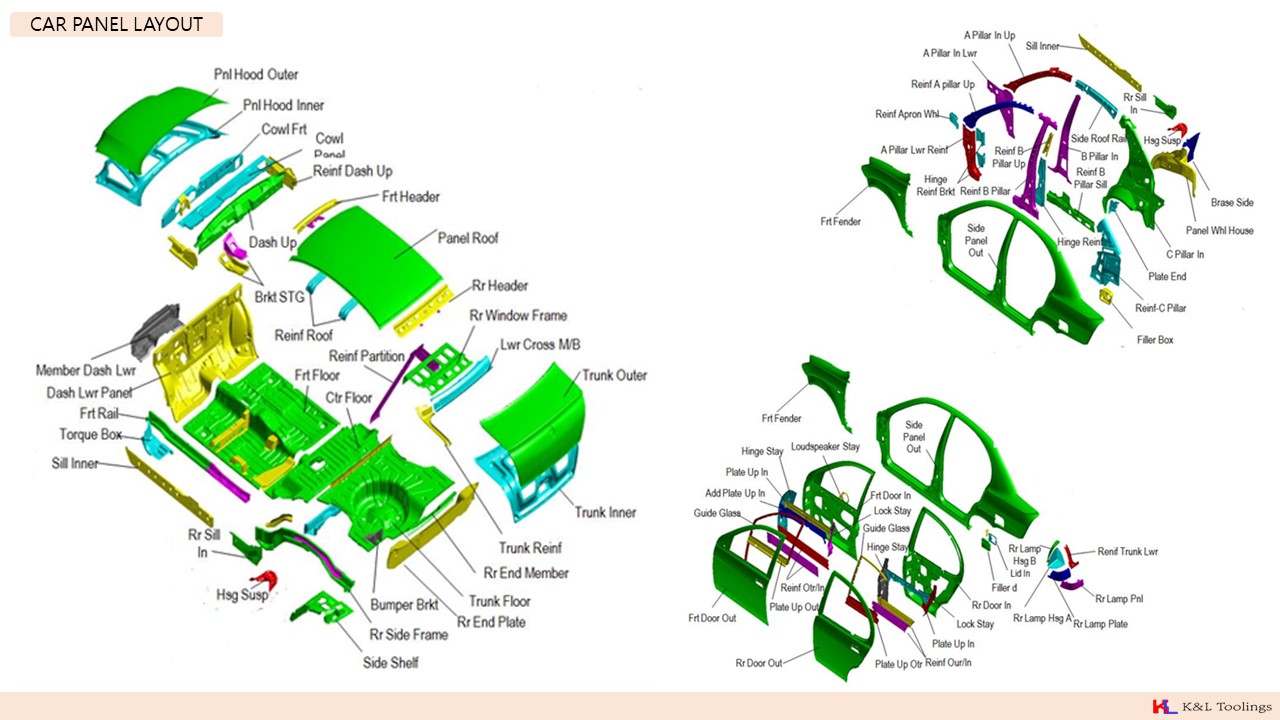 CAR PANEL LAYOUT
Pnl Hood Outer
Pnl Hood Inner
Cowl Frt
Cowl
Panel
Reinf Dash Up
Frt Header
Dash Up
Panel Roof
Brkt STG
Rr Header
Reinf Roof
Rr Window Frame
Reinf Partition
Lwr Cross M/B
Member Dash Lwr
Frt Floor
Trunk Outer
Dash Lwr Panel
Ctr Floor
Frt Rail
Torque Box
Sill Inner
Trunk Inner
Rr Sill
In
Trunk Reinf
Rr End Member
Hsg Susp
Bumper Brkt
Trunk Floor
Rr End Plate
Rr Side Frame
Side Shelf
A Pillar In Up
Sill Inner
A Pillar In Lwr
Reinf A pillar Up
Rr Sill
In
Reinf Apron Whl
Side Roof Rail
Hsg Susp
A Pillar Lwr Reinf
Reinf B
Pillar Up
B Pillar In
Hinge
Reinf Brkt
Reinf B Pillar
Reinf B
Pillar Sill
Brase Side
Frt Fender
Side
Panel
Out
Hinge Reinf
Panel Whl House
C Pillar In
Plate End
Reinf-C Pillar
Filler Box
Frt Fender
Side
Panel
Out
Hinge Stay
Loudspeaker Stay
Plate Up In
Add Plate Up In
Frt Door In
Guide Glass
Lock Stay
Guide Glass
Hinge Stay
Rr Lamp
Hsg B
Renif Trunk Lwr
Lid In
Reinf Otr/In
Filler d
Plate Up Out
Rr Door In
Rr Lamp Pnl
Frt Door Out
Lock Stay
Rr Lamp Hsg A
Rr Lamp Plate
Plate Up In
Rr Door Out
Plate Up Otr
Reinf Our/In
KL K&L Toolings